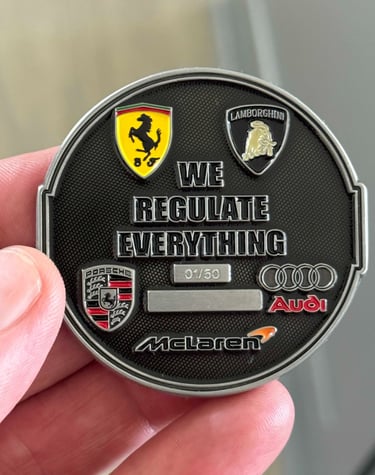 LAMBORGHINI
WE
REGULATE
EVERYTHING
01/50
PORSCHE
Audi
McLaren